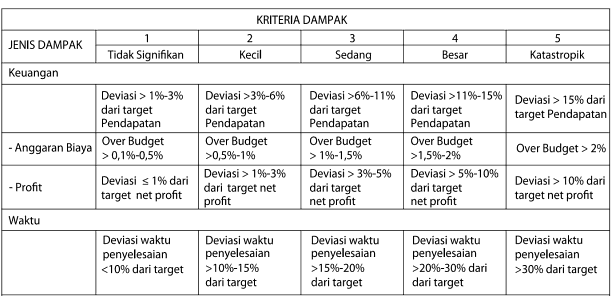 KRITERIA DAMPAK
JENIS DAMPAK
1
2
3
4
5
Tidak Signifikan
Kecil
Sedang
Besar
Katastropik
Keuangan
Deviasi > 1%-3%
dari target
Pendapatan
Deviasi >3%-6%
dari target
Pendapatan
Deviasi >6%-11%
dari target
Pendapatan
Deviasi >11%-15%
dari target
Pendapatan
Deviasi > 15% dari
target Pendapatan
- Anggaran Biaya
Over Budget
> 0,1%-0,5%
Over Budget
>0,5%-1%
Over Budget
> 1%-1,5%
Over Budget
>1,5%-2%
Over Budget > 2%
- Profit
Deviasi ≤ 1% dari
target net profit
Deviasi > 1%-3%
dari target net
profit
Deviasi > 3%-5%
dari target
net profit
Deviasi > 5%-10%
dari target
net profit
Deviasi > 10% dari
target net profit
Waktu
Deviasi waktu
penyelesaian
<10% dari target
Deviasi waktu
penyelesaian
>10%-15%
dari target
Deviasi waktu
penyelesaian
>15%-20%
dari target
Deviasi waktu
penyelesaian
>20%-30% dari
dari target
Deviasi waktu
penyelesaian
>30% dari target